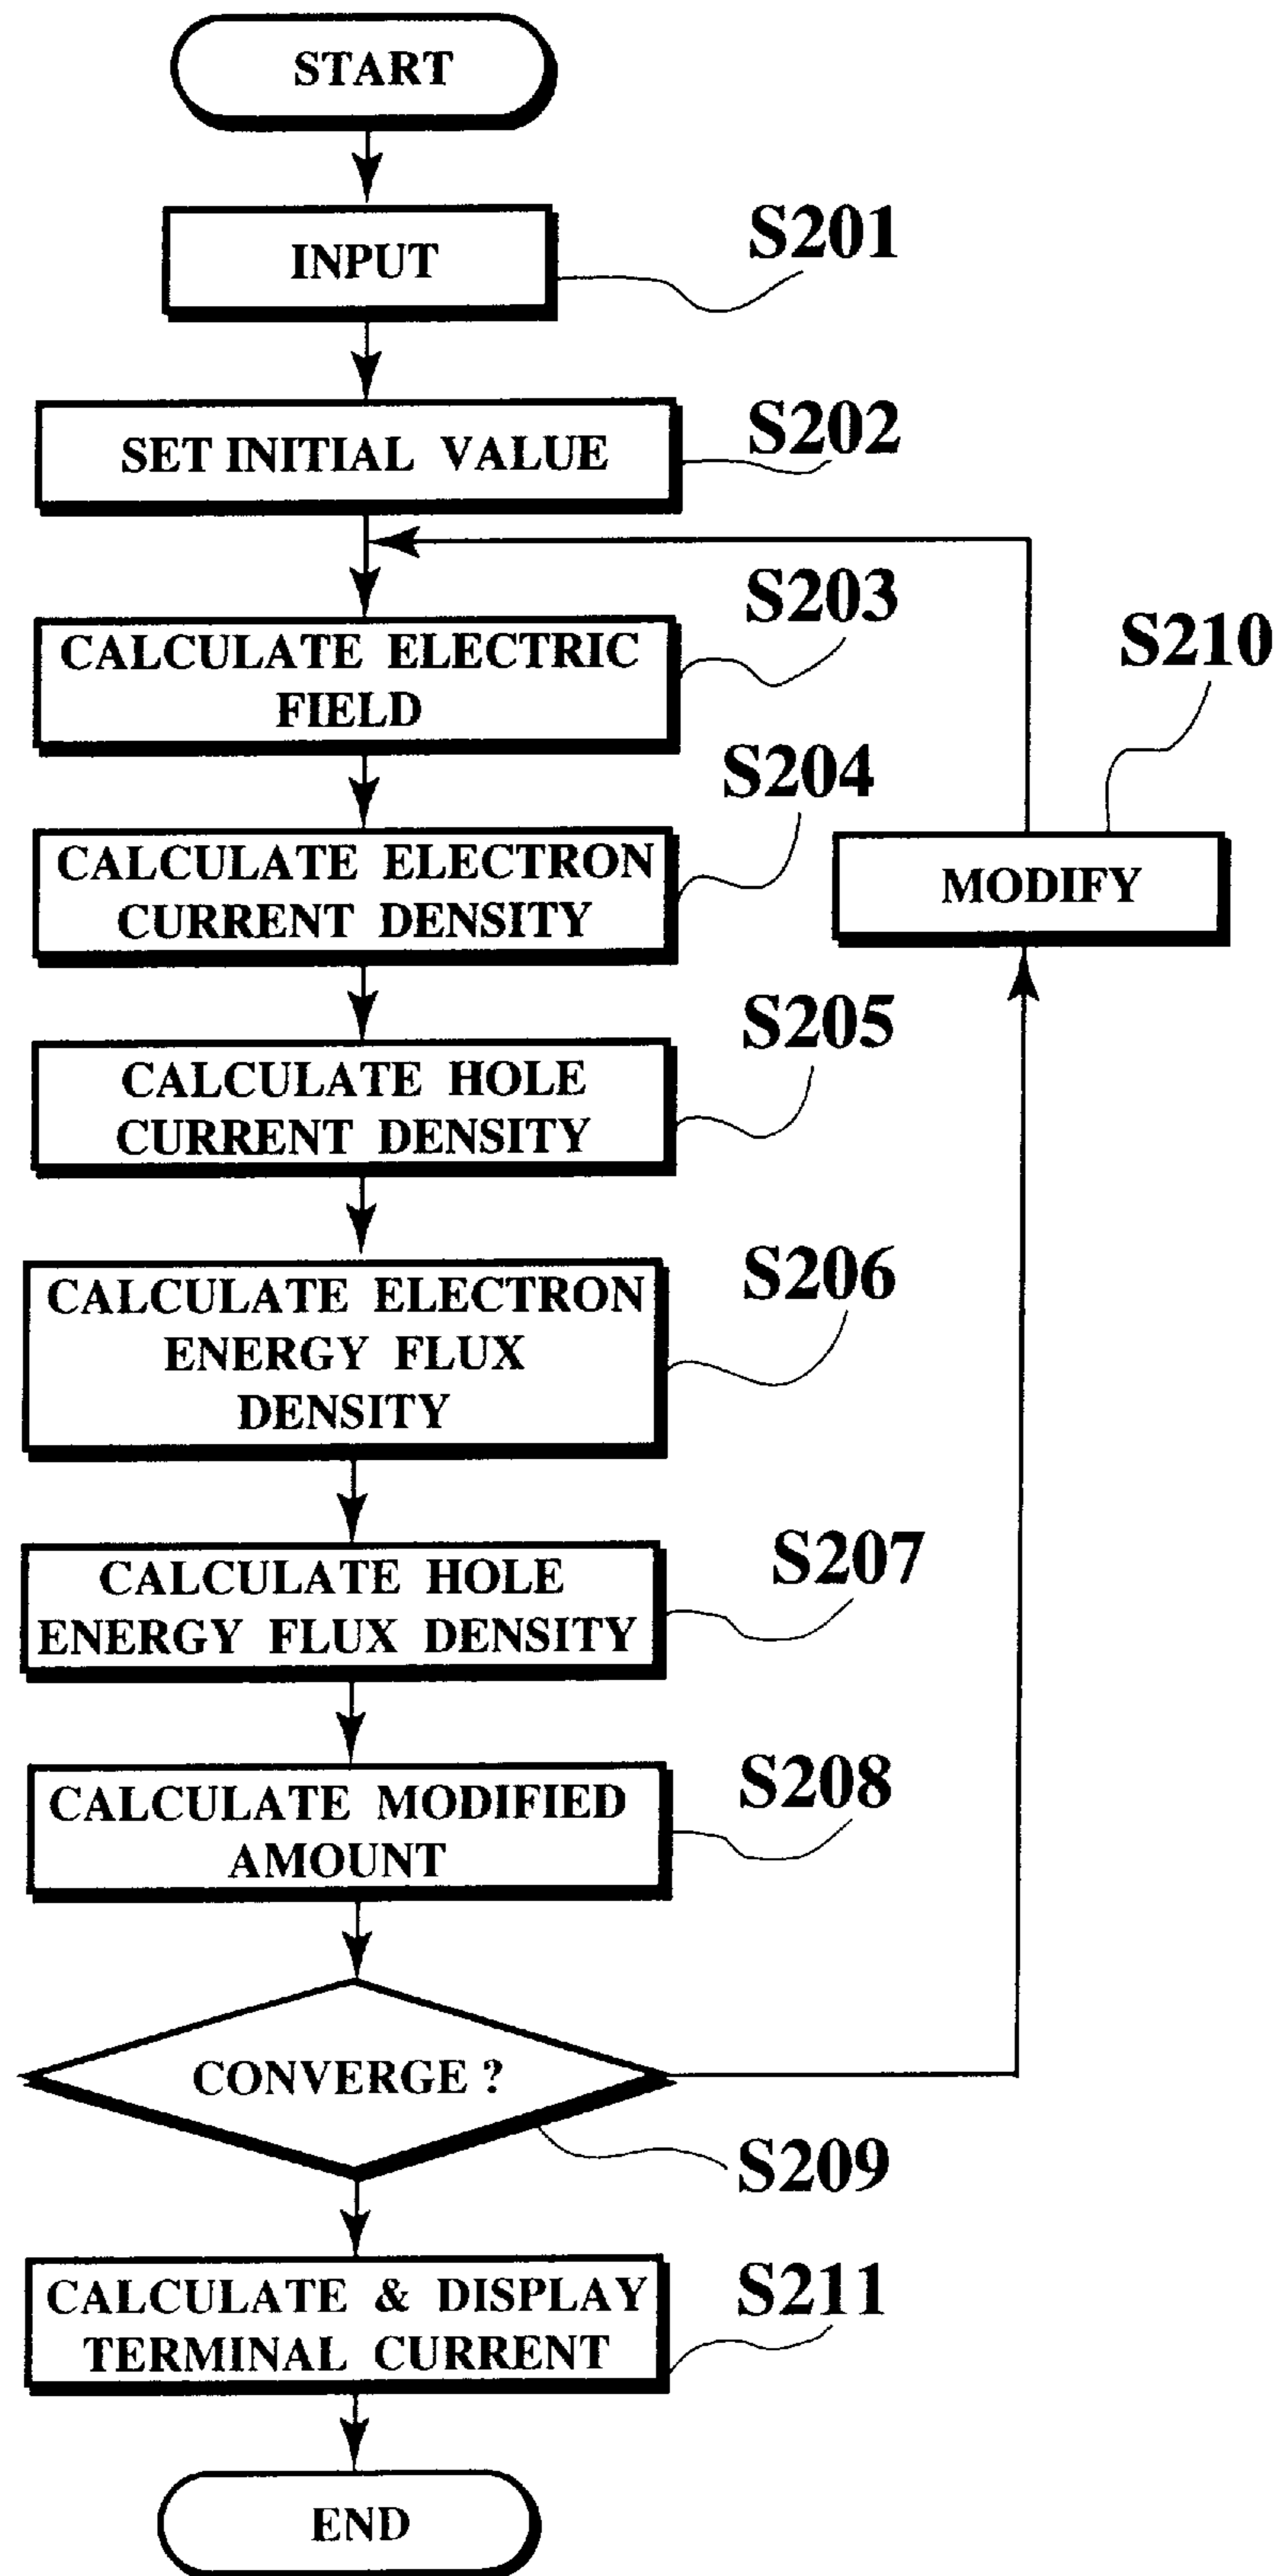 START
INPUT
S201
SET INITIAL VALUE
S202
CALCULATE ELECTRIC
FIELD
S203
CALCULATE ELECTRON
CURRENT DENSITY
S204
MODIFY
S210
CALCULATE HOLE
CURRENT DENSITY
S205
CALCULATE ELECTRON
ENERGY FLUX
DENSITY
S206
CALCULATE HOLE
ENERGY FLUX DENSITY
S207
CALCULATE MODIFIED
AMOUNT
S208
CONVERGE ?
S209
CALCULATE & DISPLAY
TERMINAL CURRENT
S211
END